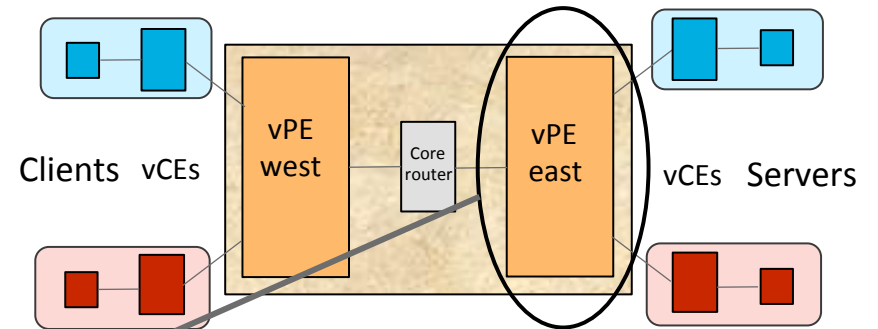 Clients
vCEs
vPE
west
Core
router
vPE
east
vCEs
Servers